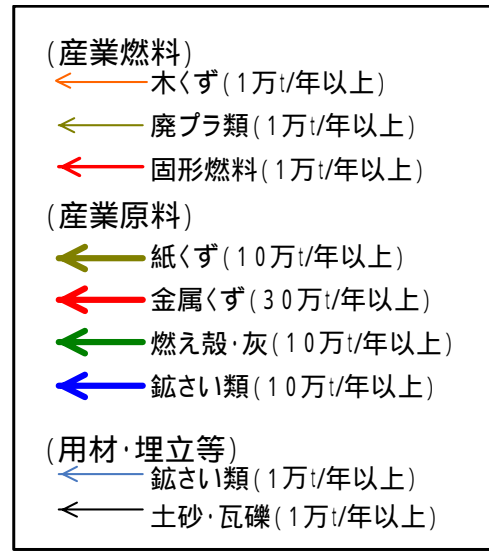 (産業燃料)
木くず(1万t/年以上)
廃プラ類(1万t/年以上)
固形燃料(1万t/年以上)
(産業原料)
紙くず(10万t/年以上)
金属くず(30万t/年以上)
燃え殻･灰(10万t/年以上)
鉱さい類(10万t/年以上)
(用材･埋立等)
鉱さい類(1万t/年以上)
土砂･瓦礫(1万t/年以上)